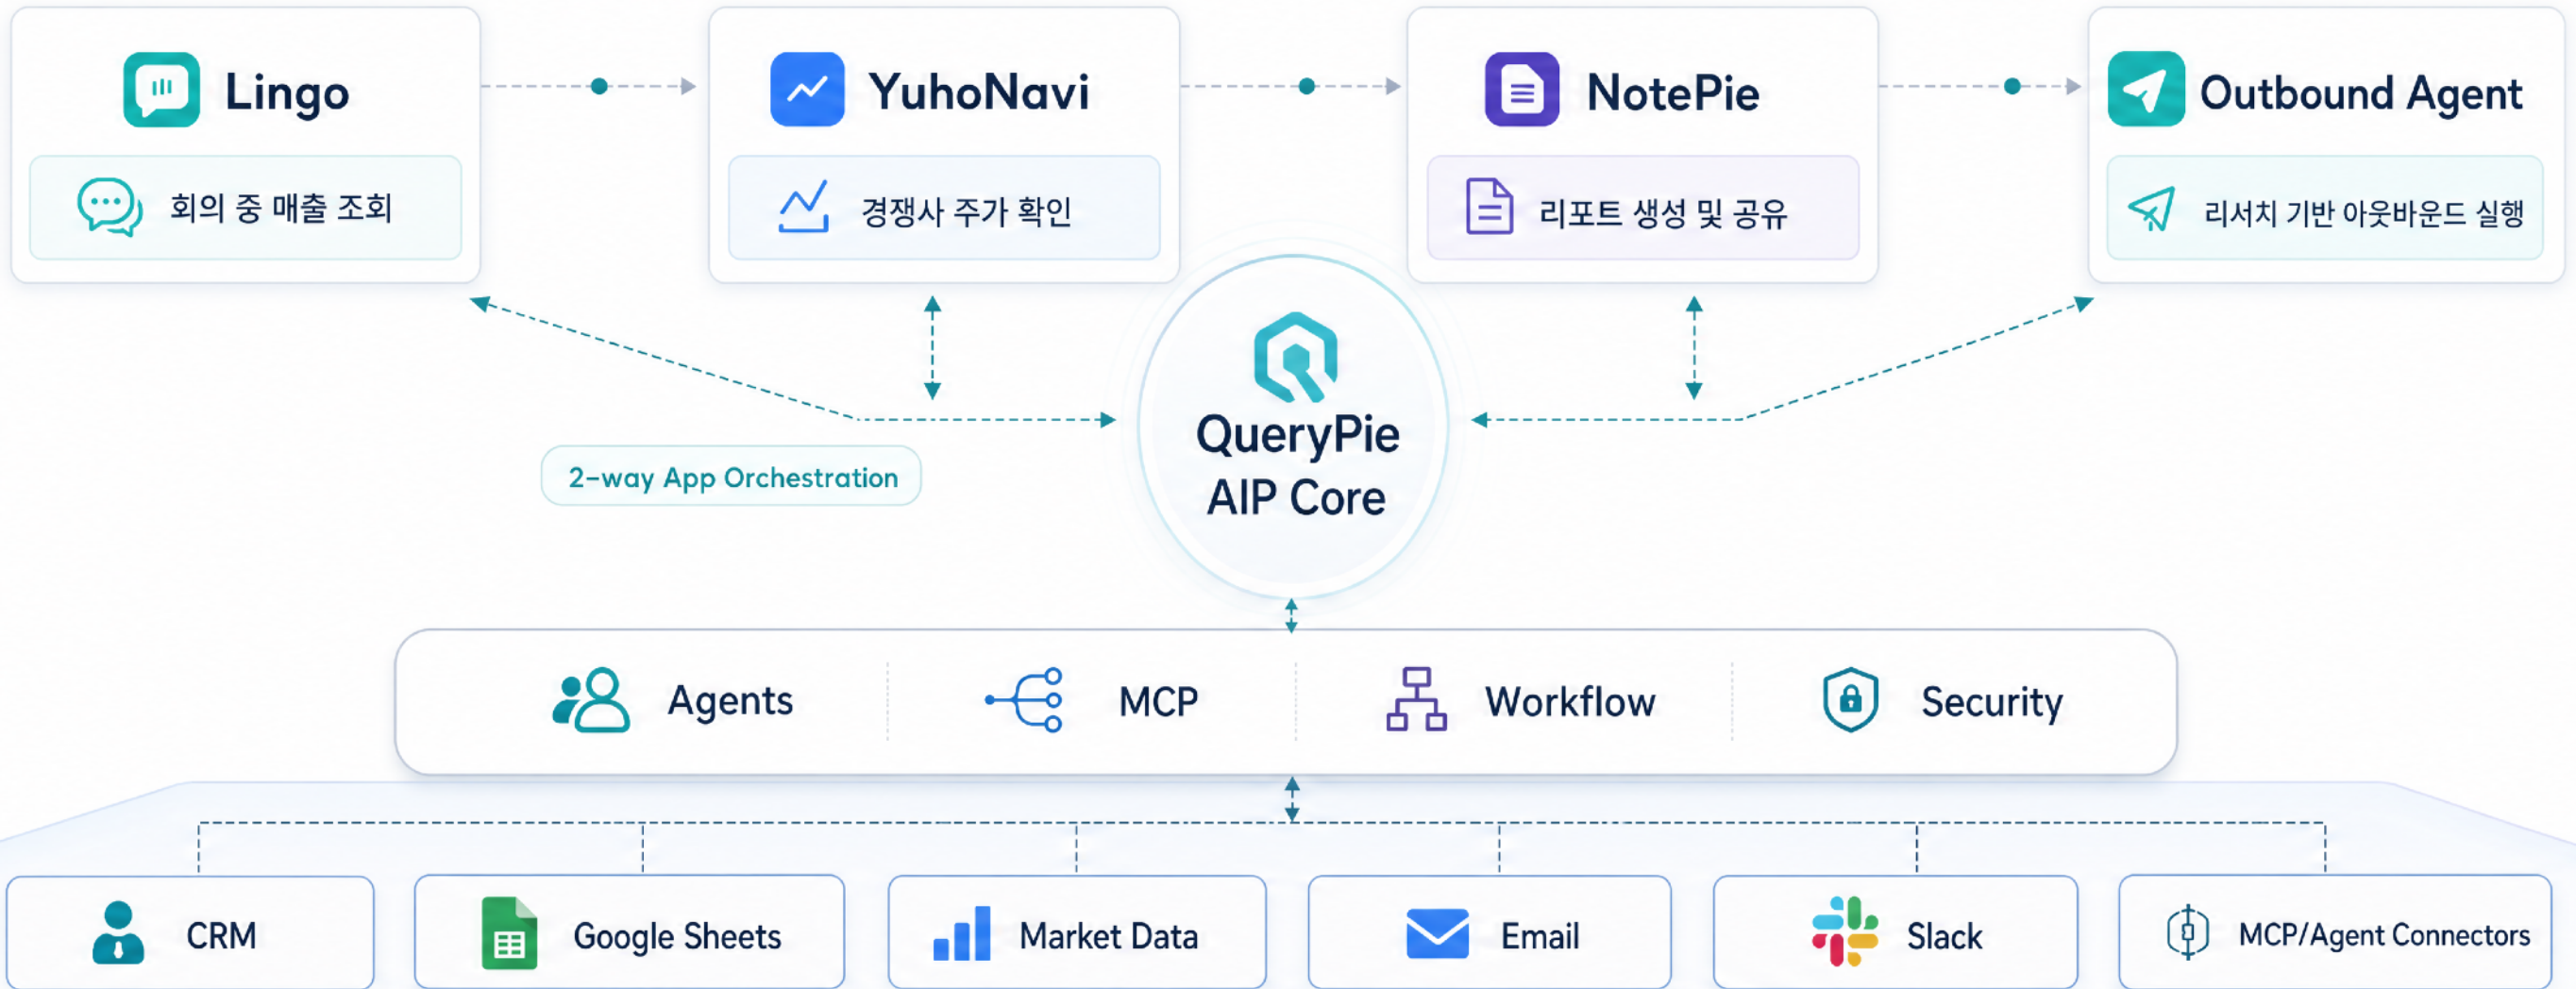 Lingo
회의 중 매출 조회
YuhoNavi
경쟁사 주가 확인
NotePie
리포트 생성 및 공유
Outbound Agent
리서치 기반 아웃바운드 실행
2-way App Orchestration
QueryPie
AIP Core
Agents
MCP
Workflow
Security
CRM
Google Sheets
Market Data
Email
Slack
MCP/Agent Connectors